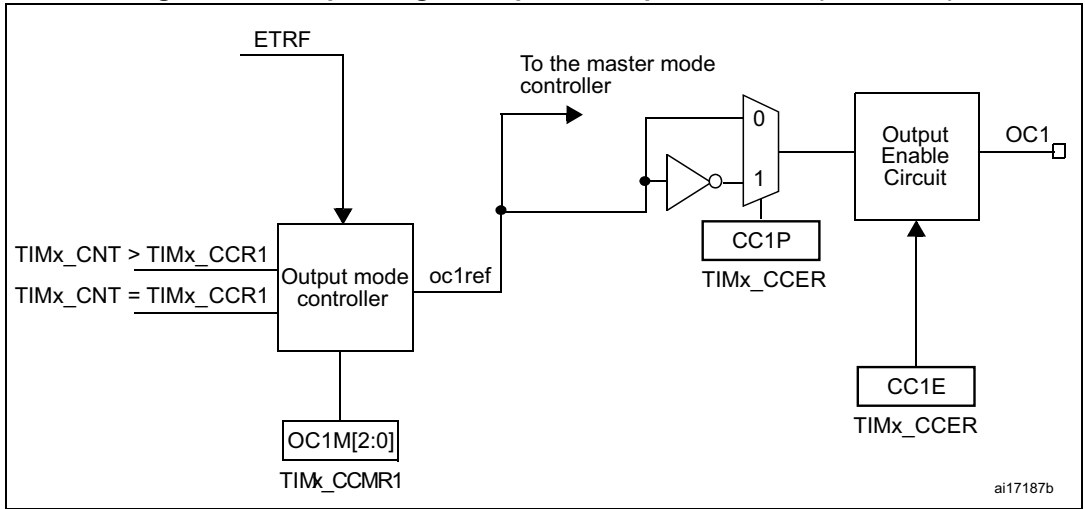 ETRF
To the master mode
controller
0
1
Output
Enable
Circuit
OC1
CC1P
TIMx_CCER
TIMx_CNT > TIMx_CCR1
TIMx_CNT = TIMx_CCR1
Output mode
controller
oc1ref
CC1E
TIMx_CCER
OC1M[2:0]
TIMx_CCMR1
ai17187b